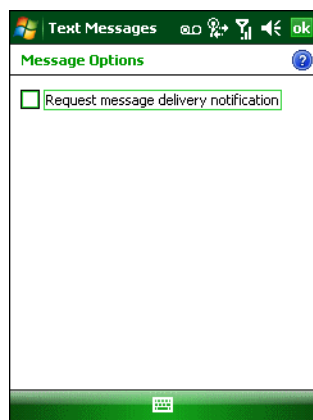 Text Messages ok
Message Options ?
Request message delivery notification